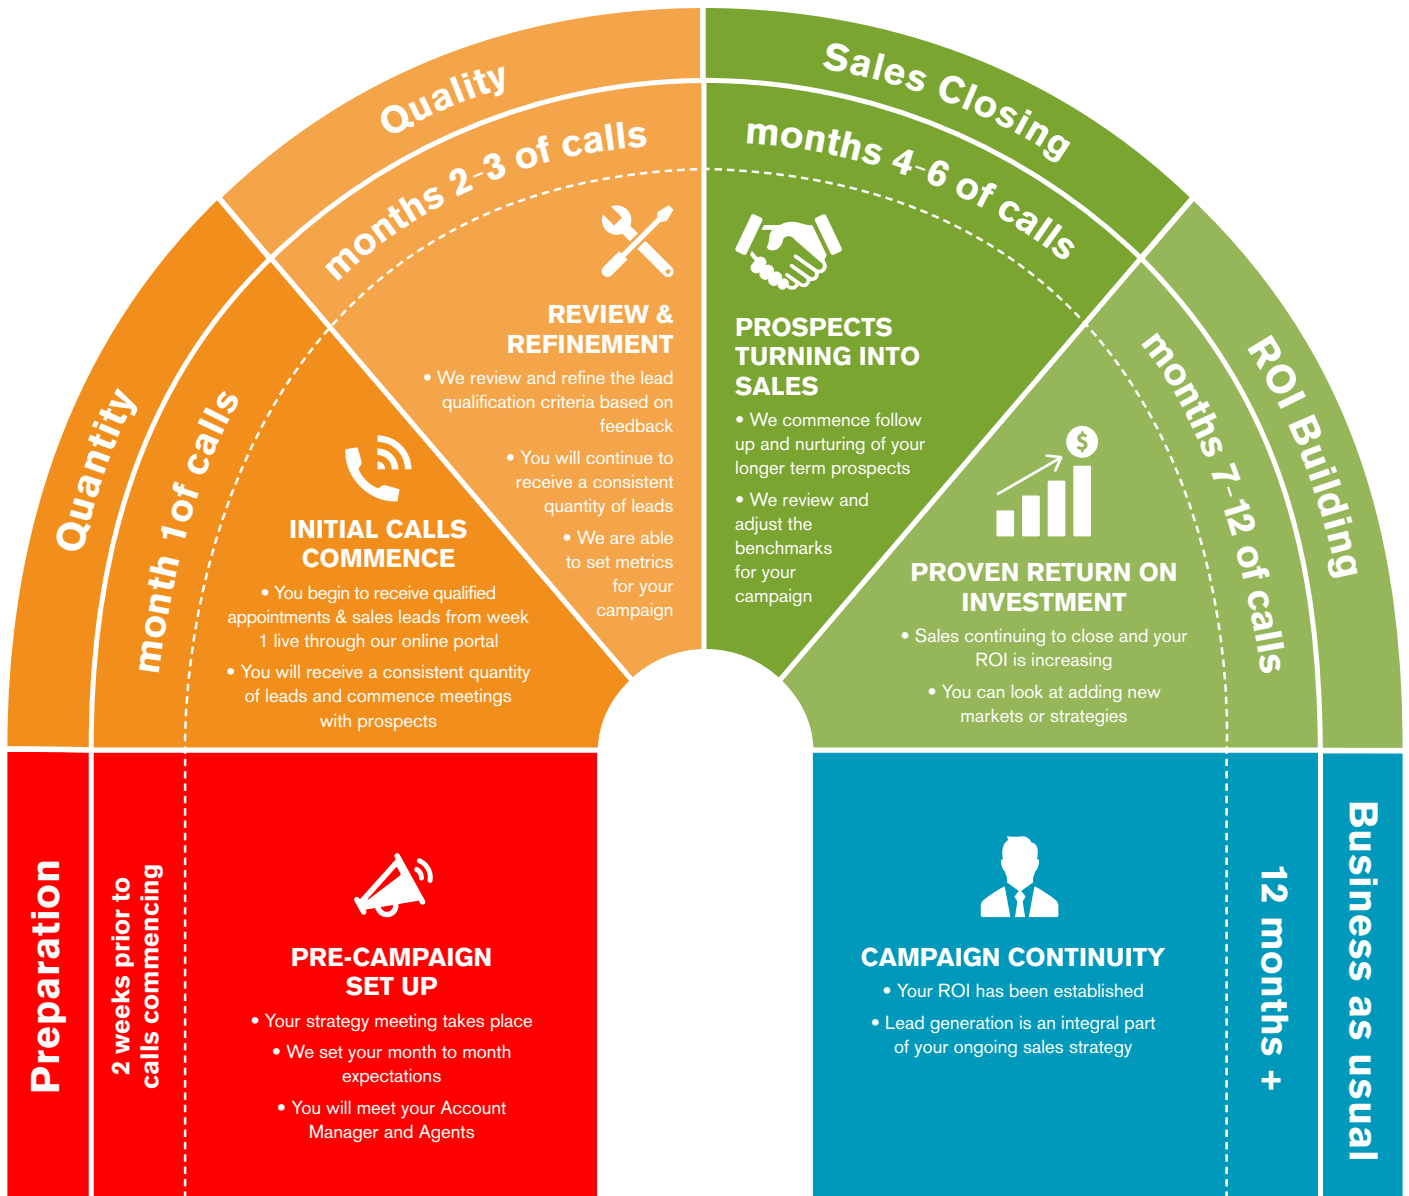 Preparation
2 weeks prior to
calls commencing
PRE-CAMPAIGN
SET UP
• Your strategy meeting takes place
• We set your month to month
expectations
• You will meet your Account
Manager and Agents
Quantity
month 1of calls
INITIAL CALLS
COMMENCE
• You begin to receive qualified
appointments & sales leads from week
1 live through our online portal
• You will receive a consistent quantity
of leads and commence meetings
with prospects
Quality
months 2-3 of calls
REVIEW &
REFINEMENT
• We review and refine the lead
qualification criteria based on
feedback
• You will continue to
receive a consistent
quantity of leads
• We are able
to set metrics
for your
campaign
Sales Closing
months 4-6 of calls
PROSPECTS
TURNING INTO
SALES
• We commence follow
up and nurturing of your
longer term prospects
• We review and
adjust the
benchmarks
for your
campaign
ROI Building
months 7-12 of calls
$
PROVEN RETURN ON
INVESTMENT
• Sales continuing to close and your
ROI is increasing
• You can look at adding new
markets or strategies
Business as usual
12 months +
CAMPAIGN CONTINUITY
• Your ROI has been established
• Lead generation is an integral part
of your ongoing sales strategy